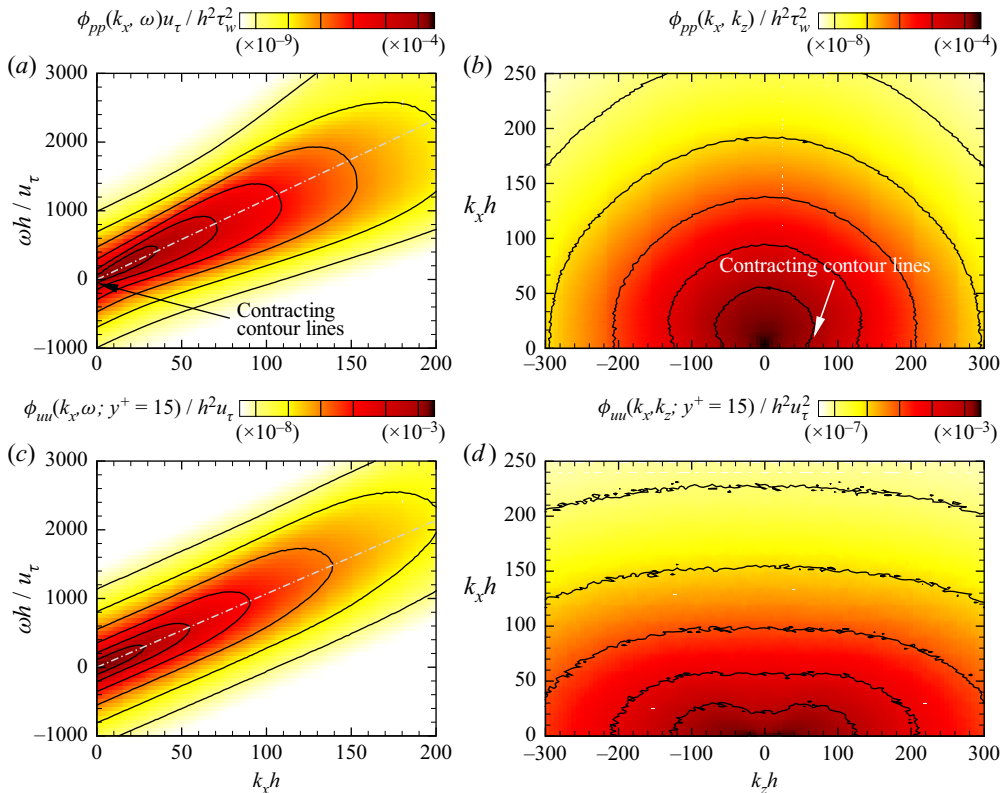 ϕpp(kx, ω)uτ / h²τw²
(×10⁻⁹) (×10⁻⁴)
ϕpp(kx, kz) / h²τw²
(×10⁻⁸) (×10⁻⁴)
(a)
3000
2000
ωh / uτ
1000
0
−1000
Contracting
contour lines
0 50 100 150 200
(b)
250
200
150
kxh
100
50
0
Contracting contour lines
−300 −200 −100 0 100 200 300
ϕuu(kx,ω; y⁺ = 15) / h²uτ
(×10⁻⁸) (×10⁻³)
ϕuu(kx,kz; y⁺ = 15) / h²uτ²
(×10⁻⁷) (×10⁻³)
(c)
3000
2000
ωh / uτ
1000
0
−1000
0 50 100 150 200
kxh
(d)
250
200
kxh
150
100
50
0
−300 −200 −100 0 100 200 300
kzh